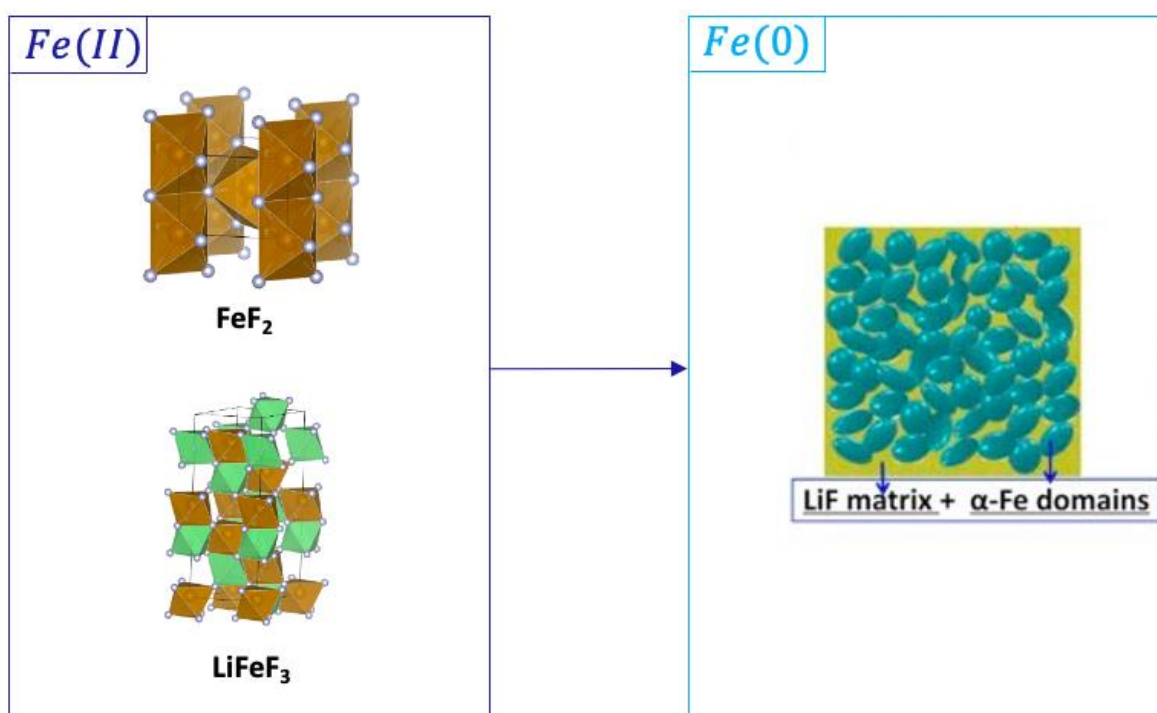 Fe(II)
FeF₂
LiFeF₃
Fe(0)
LiF matrix + α-Fe domains